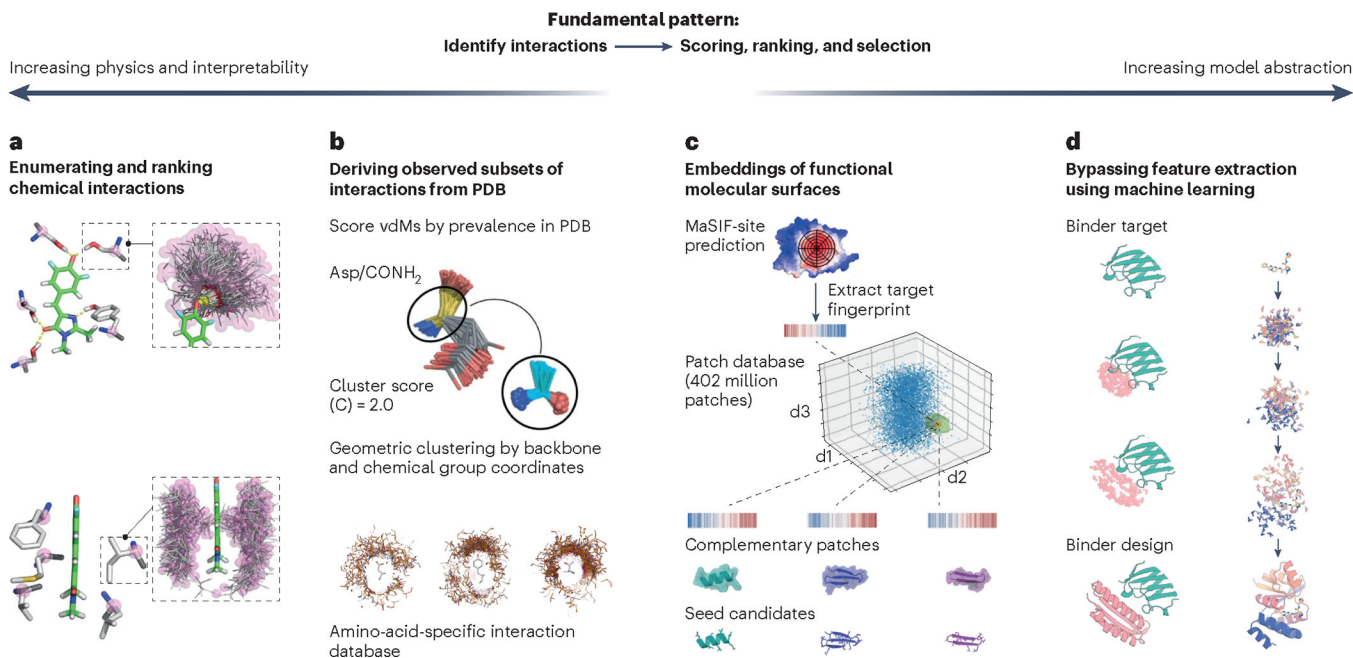 Fundamental pattern:
Identify interactions → Scoring, ranking, and selection
Increasing physics and interpretability
Increasing model abstraction
a
Enumerating and ranking
chemical interactions
b
Deriving observed subsets of
interactions from PDB
Score vdMs by prevalence in PDB
Asp/CONH₂
Cluster score
(C) = 2.0
Geometric clustering by backbone
and chemical group coordinates
Amino-acid-specific interaction
database
c
Embeddings of functional
molecular surfaces
MaSIF-site
prediction
Extract target
fingerprint
Patch database
(402 million
patches)
d3
d1
d2
Complementary patches
Seed candidates
d
Bypassing feature extraction
using machine learning
Binder target
Binder design